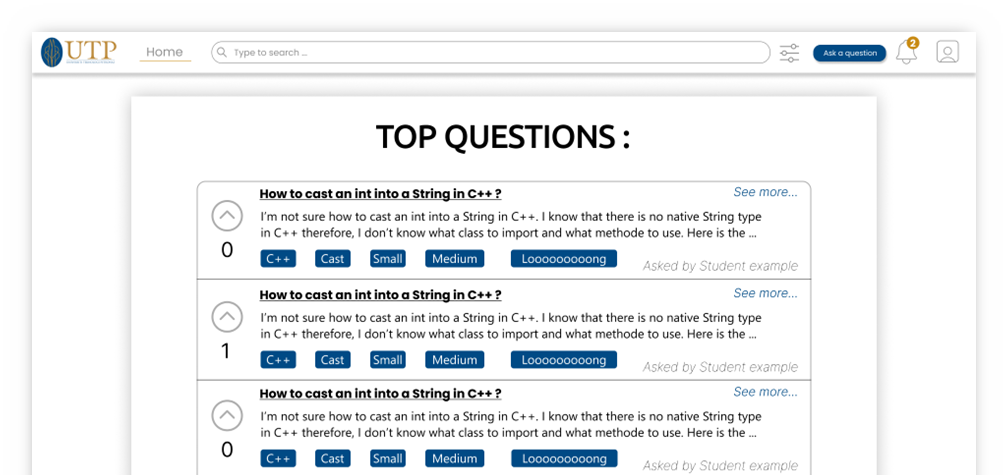 UTP
Home
Type to search ...
Ask a question
2
TOP QUESTIONS :
How to cast an int into a String in C++ ?
See more...
I'm not sure how to cast an int into a String in C++. I know that there is no native String type
in C++ therefore, I don't know what class to import and what methode to use. Here is the ...
0
C++ Cast Small Medium Looooooooong
Asked by Student example
How to cast an int into a String in C++ ?
See more...
I'm not sure how to cast an int into a String in C++. I know that there is no native String type
in C++ therefore, I don't know what class to import and what methode to use. Here is the ...
1
C++ Cast Small Medium Looooooooong
Asked by Student example
How to cast an int into a String in C++ ?
See more...
I'm not sure how to cast an int into a String in C++. I know that there is no native String type
in C++ therefore, I don't know what class to import and what methode to use. Here is the ...
0
C++ Cast Small Medium Looooooooong
Asked by Student example